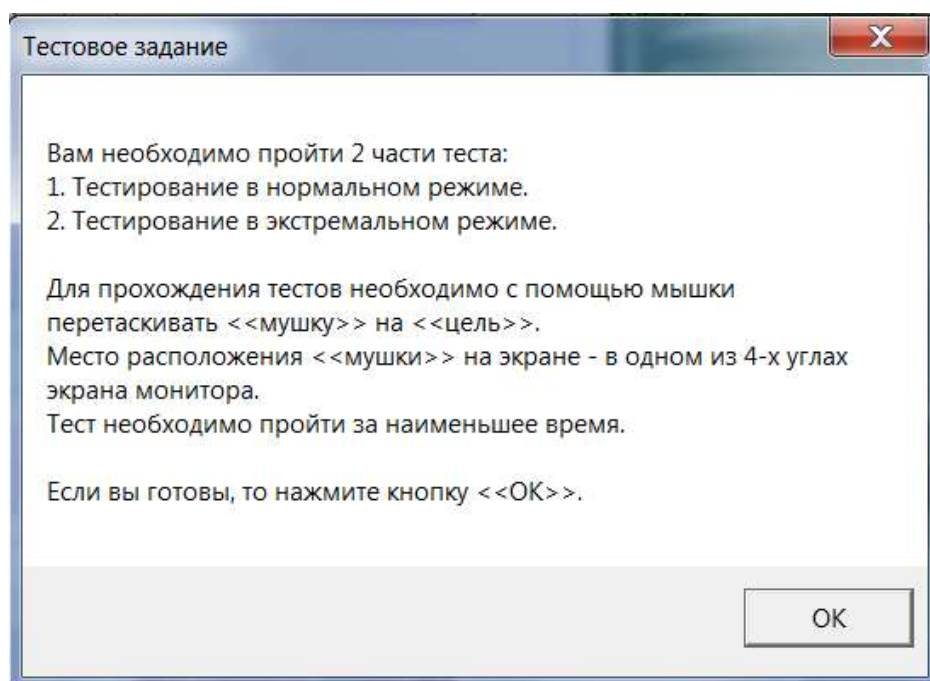 Тестовое задание
Вам необходимо пройти 2 части теста:
1. Тестирование в нормальном режиме.
2. Тестирование в экстремальном режиме.
Для прохождения тестов необходимо с помощью мышки
перетаскивать <<мушку>> на <<цель>>.
Место расположения <<мушки>> на экране - в одном из 4-х углах
экрана монитора.
Тест необходимо пройти за наименьшее время.
Если вы готовы, то нажмите кнопку <<ОК>>.
ОК